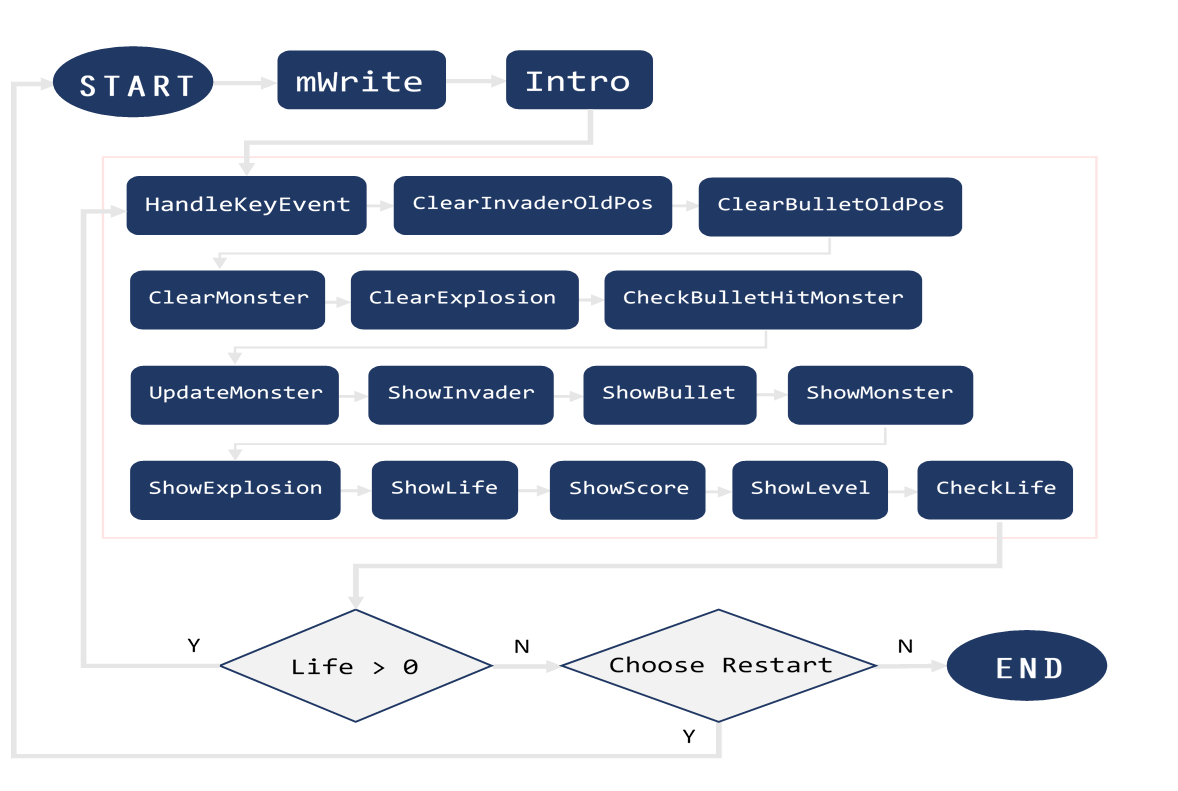 START
mWrite
Intro
HandleKeyEvent
ClearInvaderOldPos
ClearBulletOldPos
ClearMonster
ClearExplosion
CheckBulletHitMonster
UpdateMonster
ShowInvader
ShowBullet
ShowMonster
ShowExplosion
ShowLife
ShowScore
ShowLevel
CheckLife
Y
Life > 0
N
Choose Restart
N
END
Y